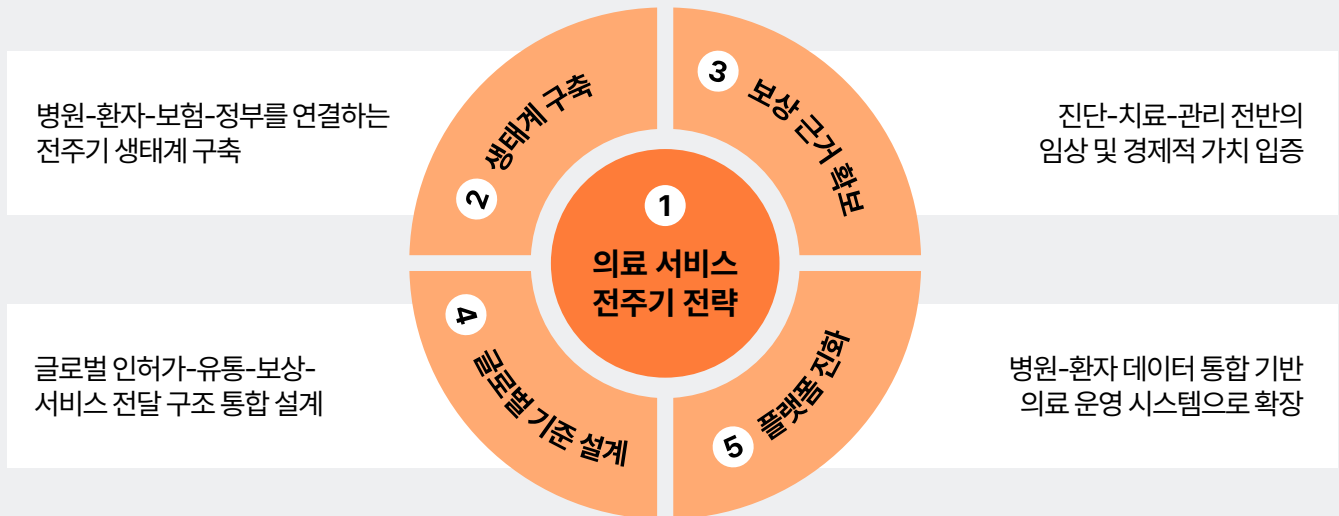 1
의료 서비스
전주기 전략
2 생태계 구축
병원-환자-보험-정부를 연결하는
전주기 생태계 구축
3 보상 근거 확보
진단-치료-관리 전반의
임상 및 경제적 가치 입증
4 글로벌 기준 설계
글로벌 인허가-유통-보상-
서비스 전달 구조 통합 설계
5 플랫폼 진화
병원-환자 데이터 통합 기반
의료 운영 시스템으로 확장